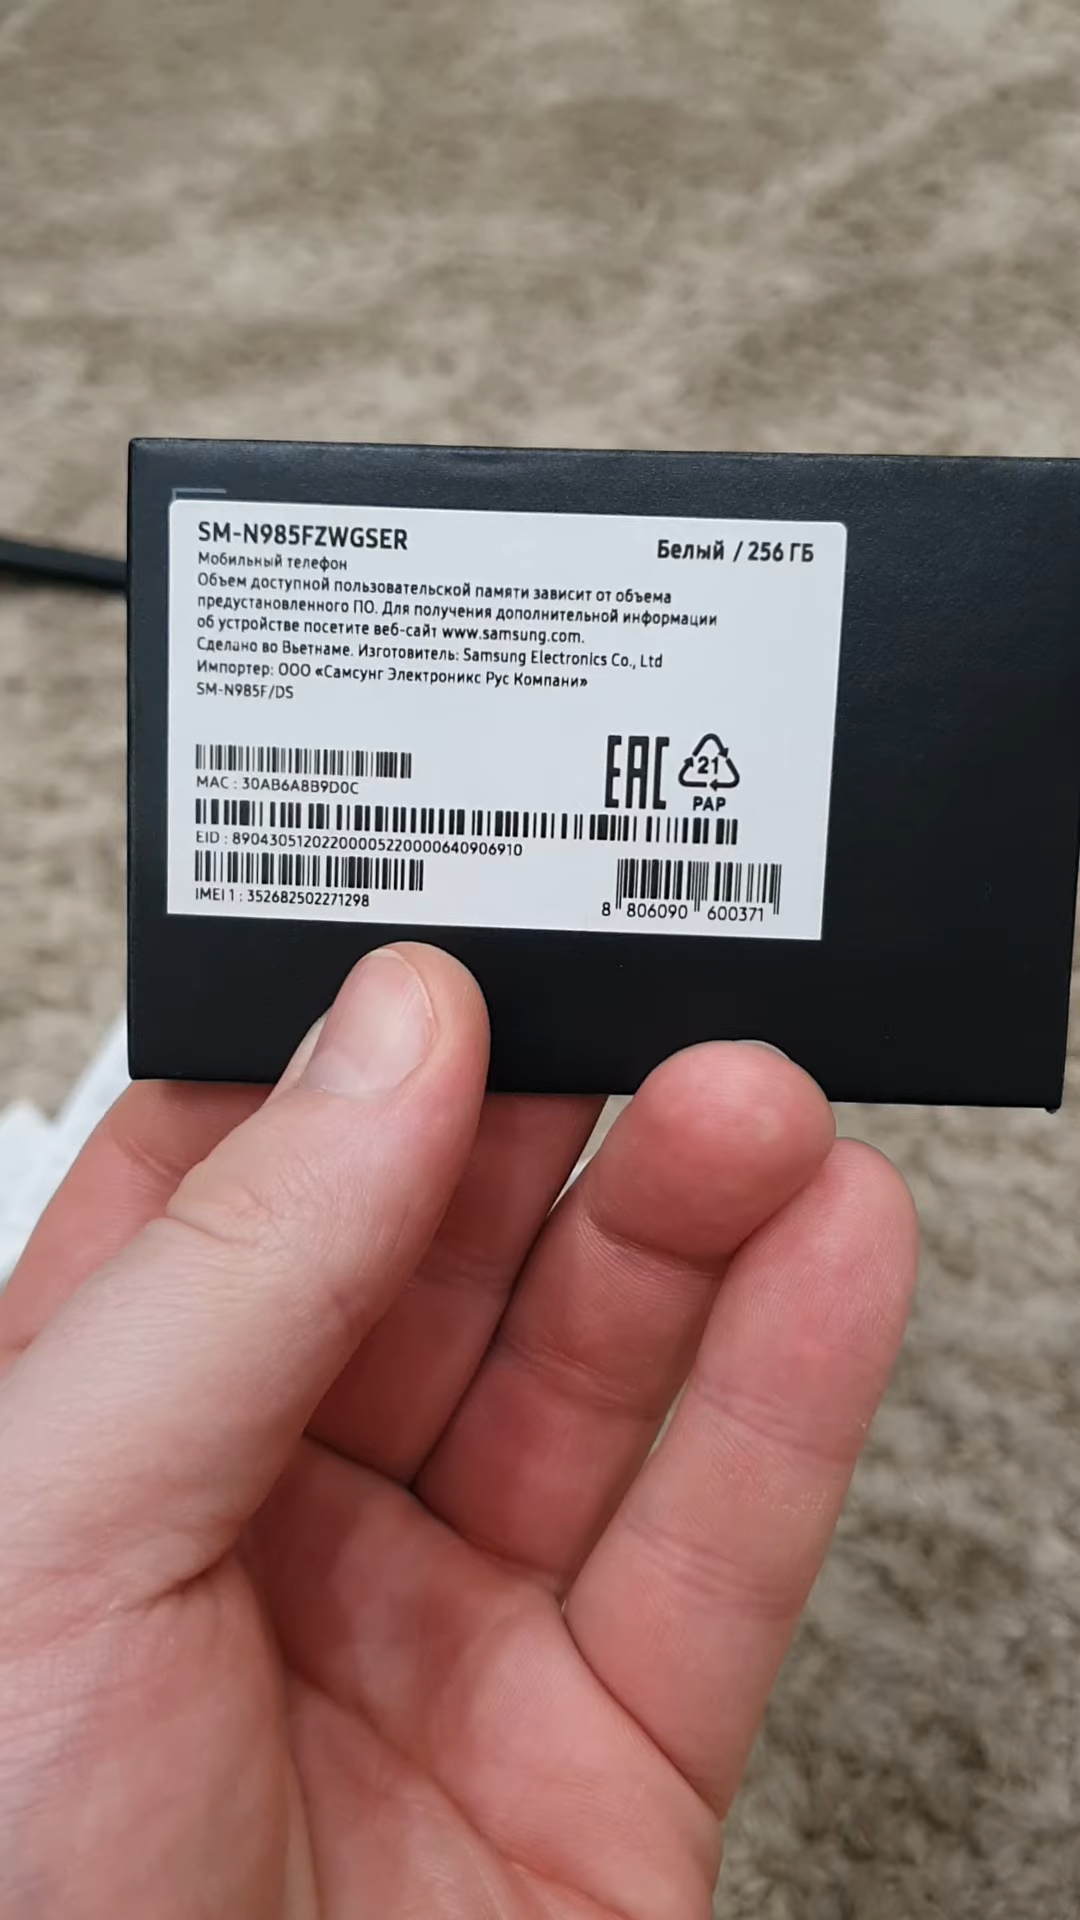 SM-N985FZWGSER
Белый / 256 ГБ
Мобильный телефон
Объем доступной пользовательской памяти зависит от объема
предустановленного ПО. Для получения дополнительной информации
об устройстве посетите веб-сайт www.samsung.com.
Сделано во Вьетнаме. Изготовитель: Samsung Electronics Co., Ltd
Импортер: ООО «Самсунг Электроникс Рус Компани»
SM-N985F/DS
EAC
21
PAP
MAC : 30AB6A8B9D0C
EID : 89043051202200005220000640906910
IMEI 1 : 352682502271298
8 806090 600371